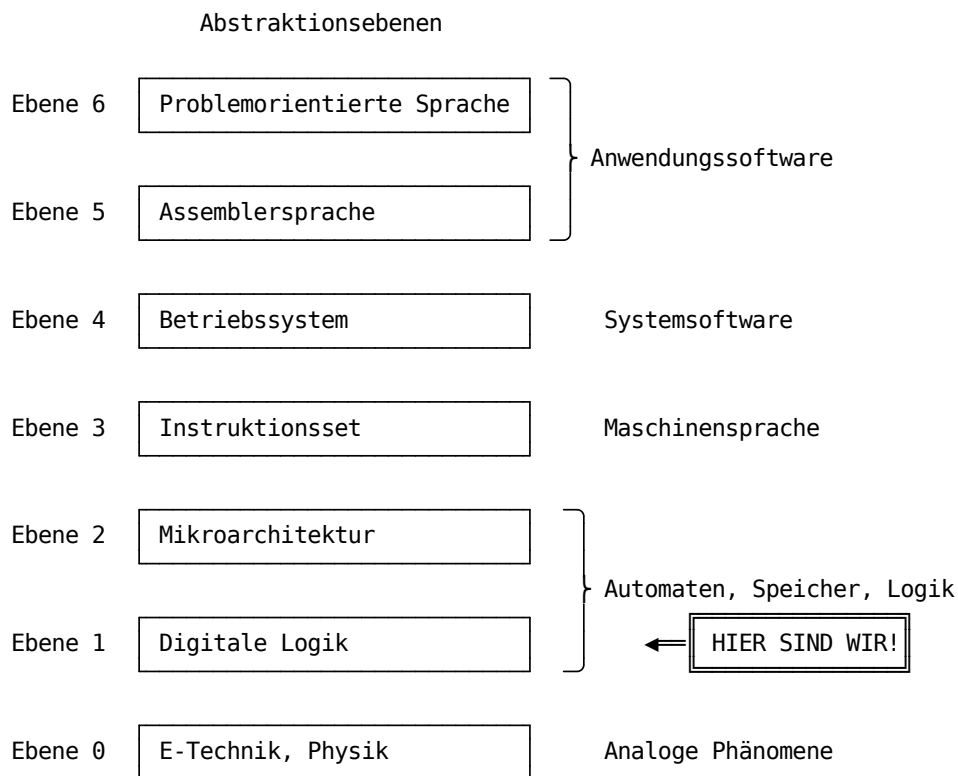 Abstraktionsebenen
Ebene 6 Problemorientierte Sprache
Anwendungssoftware
Ebene 5 Assemblersprache
Ebene 4 Betriebssystem Systemsoftware
Ebene 3 Instruktionsset Maschinensprache
Ebene 2 Mikroarchitektur
Automaten, Speicher, Logik
Ebene 1 Digitale Logik HIER SIND WIR!
Ebene 0 E-Technik, Physik Analoge Phänomene